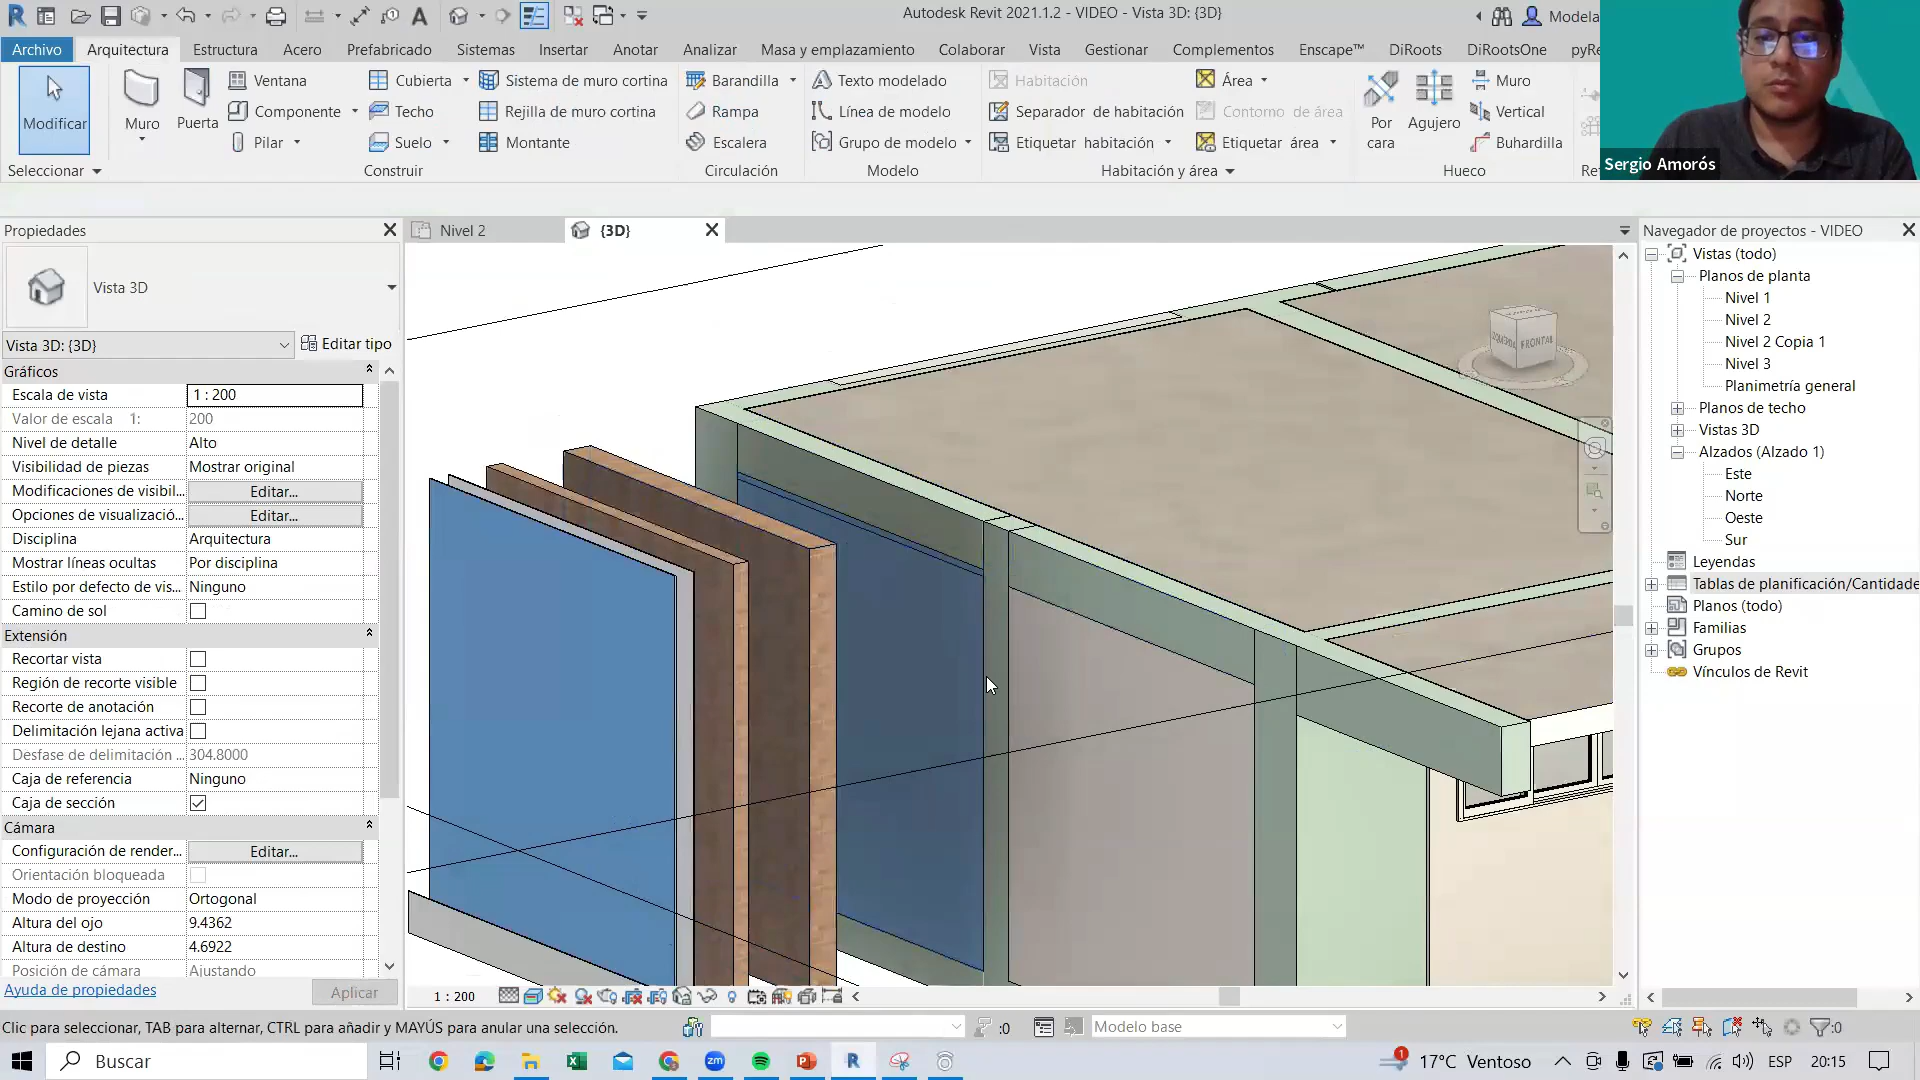 Autodesk Revit 2021.1.2 - VIDEO - Vista 3D: {3D}
Modela
Archivo Arquitectura Estructura Acero Prefabricado Sistemas Insertar Anotar Analizar Masa y emplazamiento Colaborar Vista Gestionar Complementos Enscape™ DiRoots DiRootsOne pyRe
Modificar
Muro
Puerta
Ventana
Componente
Pilar
Cubierta
Techo
Suelo
Sistema de muro cortina
Rejilla de muro cortina
Montante
Barandilla
Rampa
Escalera
Texto modelado
Línea de modelo
Grupo de modelo
Habitación
Separador de habitación
Etiquetar habitación
Área
Contorno de área
Etiquetar área
Por
cara
Agujero
Muro
Vertical
Buhardilla
Seleccionar Construir Circulación Modelo Habitación y área Hueco Ret
Sergio Amorós
Propiedades
Vista 3D
Vista 3D: {3D} Editar tipo
Gráficos
Escala de vista 1 : 200
Valor de escala 1: 200
Nivel de detalle Alto
Visibilidad de piezas Mostrar original
Modificaciones de visibil... Editar...
Opciones de visualizació... Editar...
Disciplina Arquitectura
Mostrar líneas ocultas Por disciplina
Estilo por defecto de vis... Ninguno
Camino de sol
Extensión
Recortar vista
Región de recorte visible
Recorte de anotación
Delimitación lejana activa
Desfase de delimitación ... 304.8000
Caja de referencia Ninguno
Caja de sección
Cámara
Configuración de render... Editar...
Orientación bloqueada
Modo de proyección Ortogonal
Altura del ojo 9.4362
Altura de destino 4.6922
Posición de cámara Ajustando
Ayuda de propiedades Aplicar
Nivel 2 {3D}
FRONTAL
1 : 200
Navegador de proyectos - VIDEO
Vistas (todo)
Planos de planta
Nivel 1
Nivel 2
Nivel 2 Copia 1
Nivel 3
Planimetría general
Planos de techo
Vistas 3D
Alzados (Alzado 1)
Este
Norte
Oeste
Sur
Leyendas
Tablas de planificación/Cantidade
Planos (todo)
Familias
Grupos
Vínculos de Revit
Clic para seleccionar, TAB para alternar, CTRL para añadir y MAYÚS para anular una selección. :0 Modelo base :0
Buscar 1 17°C Ventoso ESP 20:15